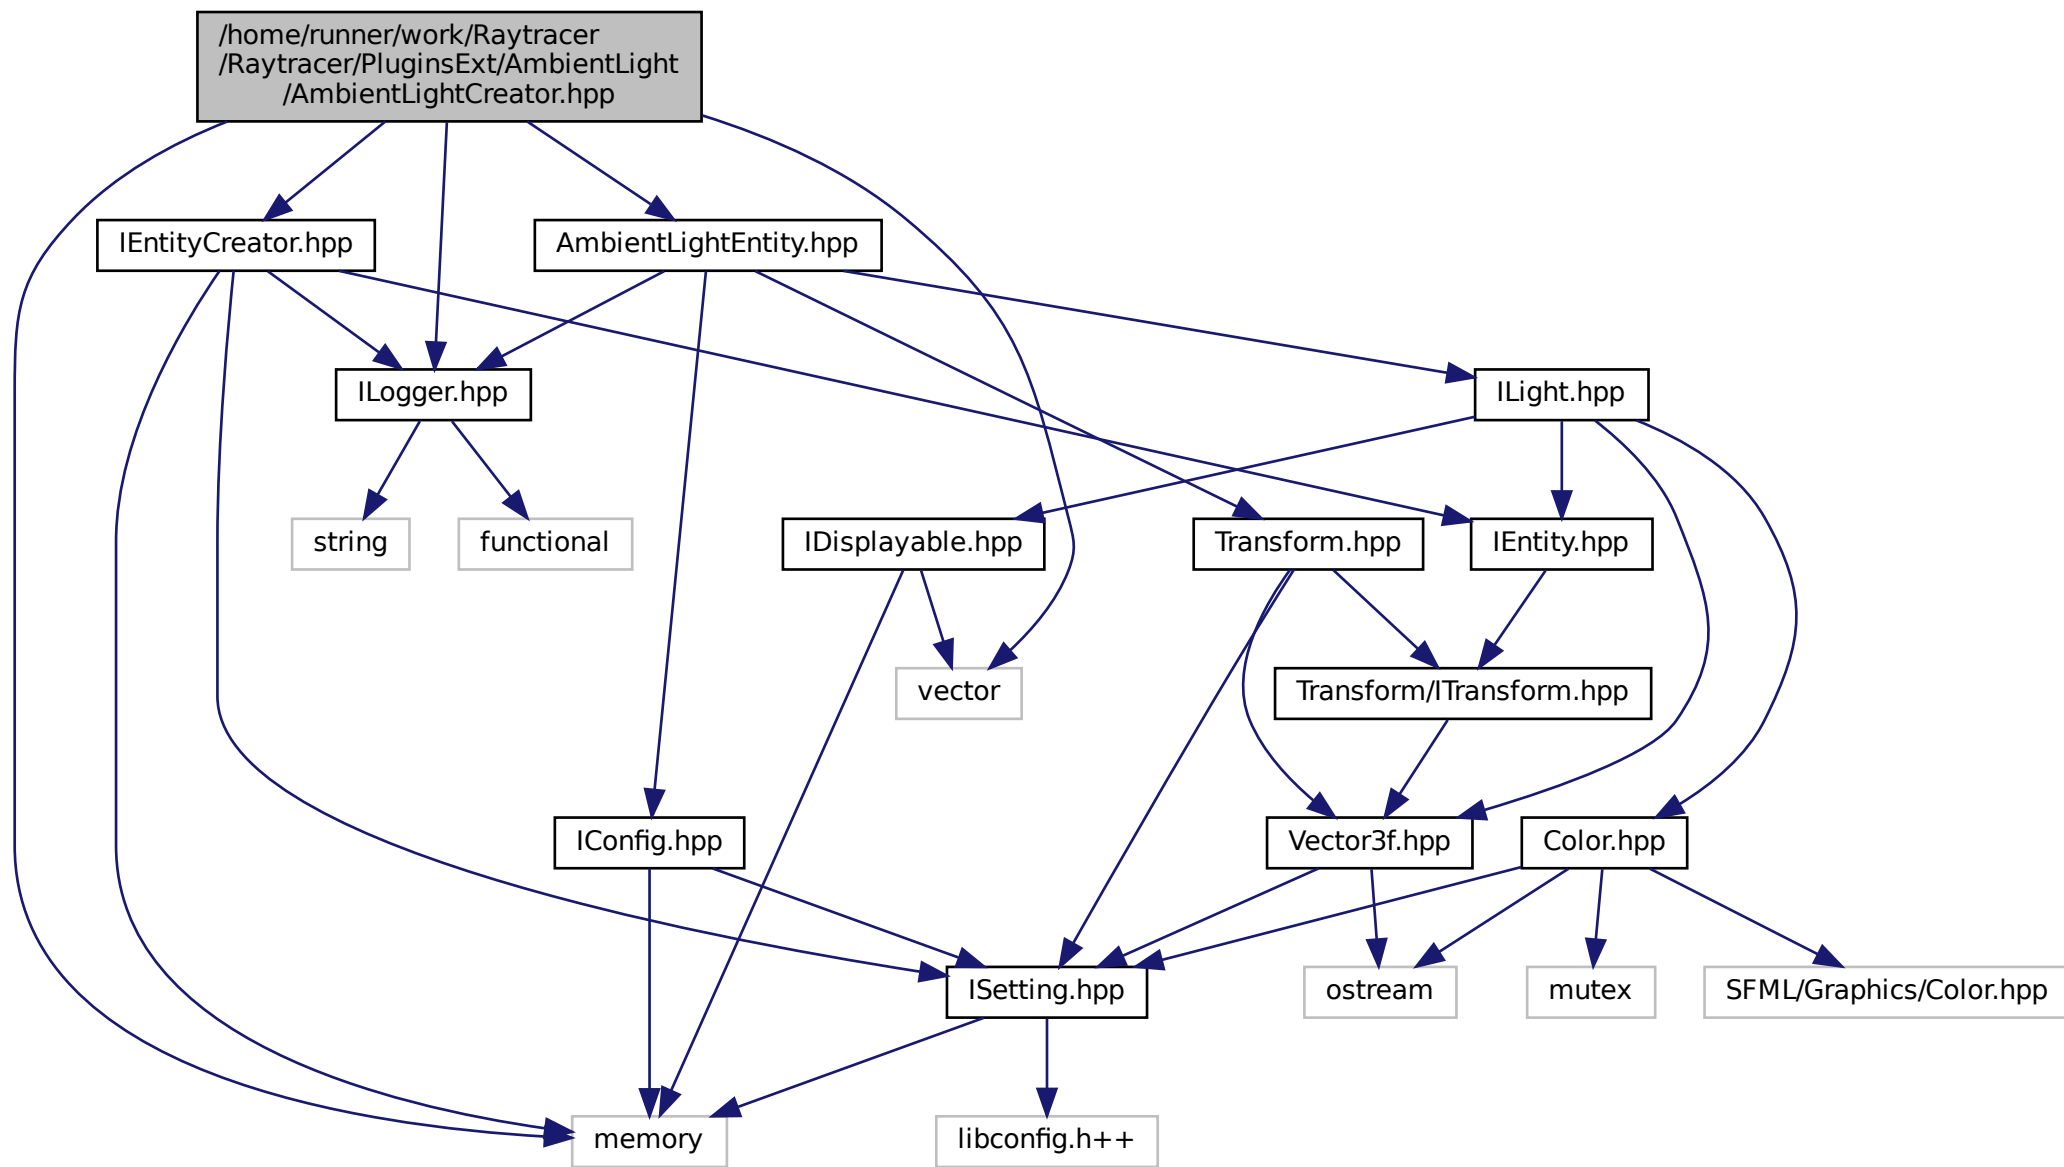 /home/runner/work/Raytracer
/Raytracer/PluginsExt/AmbientLight
/AmbientLightCreator.hpp
IEntityCreator.hpp
AmbientLightEntity.hpp
ILogger.hpp
ILight.hpp
string
functional
IDisplayable.hpp
Transform.hpp
IEntity.hpp
vector
Transform/ITransform.hpp
IConfig.hpp
Vector3f.hpp
Color.hpp
ISetting.hpp
ostream
mutex
SFML/Graphics/Color.hpp
memory
libconfig.h++